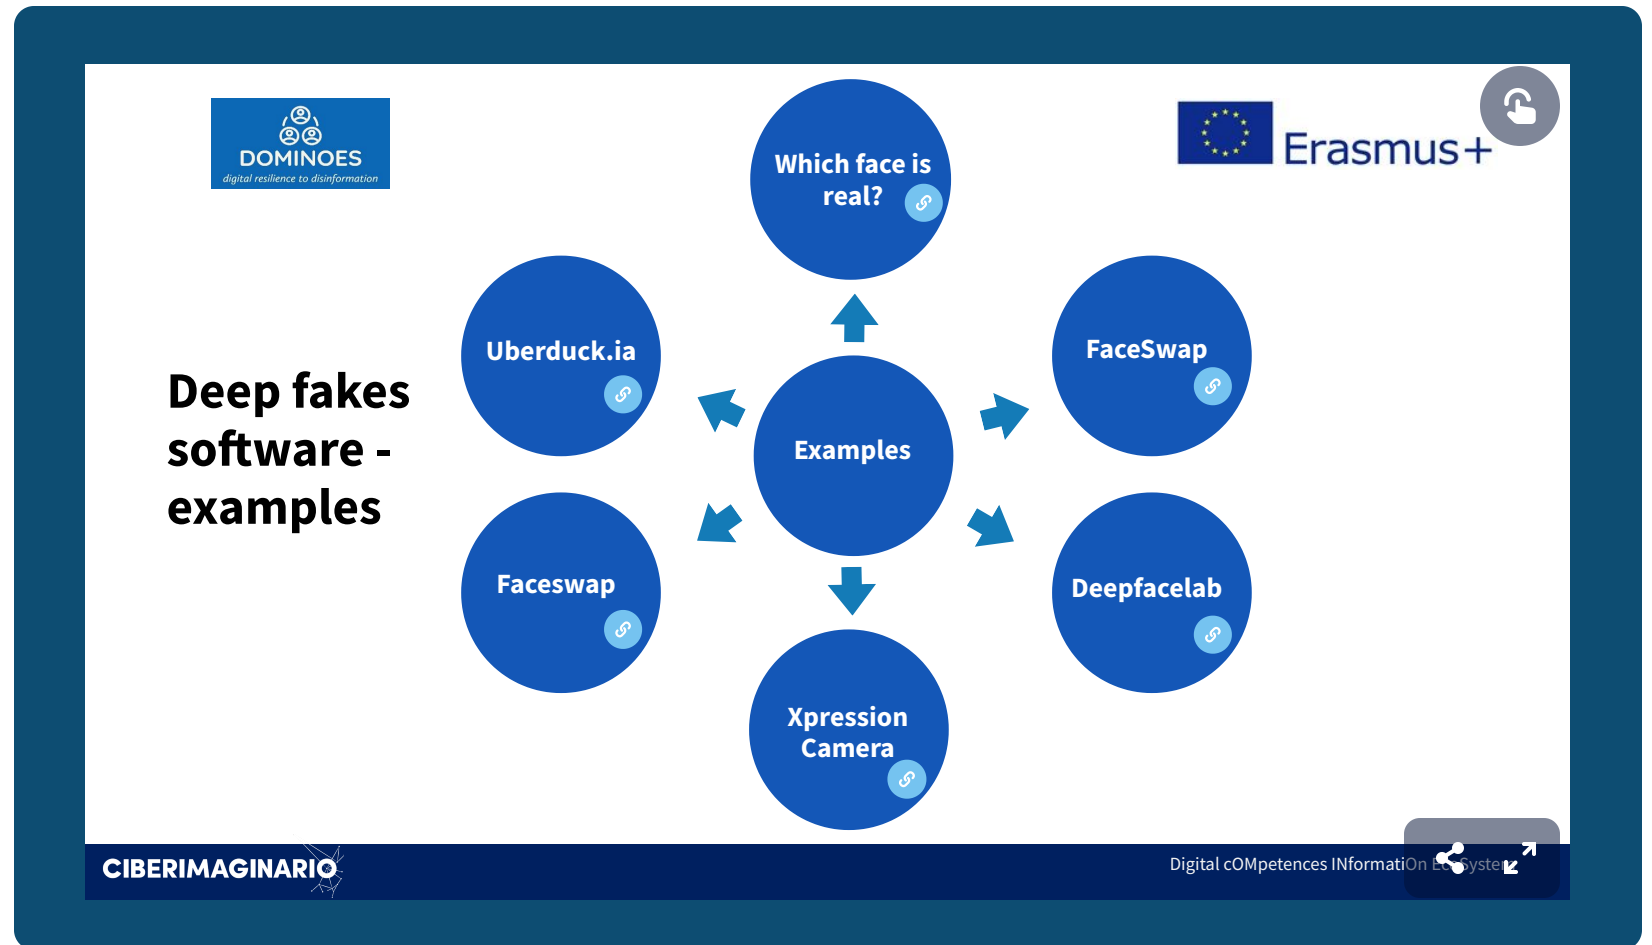 DOMINOES
digital resilience to disinformation
Erasmus+
Which face is
real?
Uberduck.ia
FaceSwap
Deep fakes
software -
examples
Examples
Faceswap
Deepfacelab
Xpression
Camera
CIBERIMAGINARIO
Digital cOMpetences INformatiOn EcoSystem